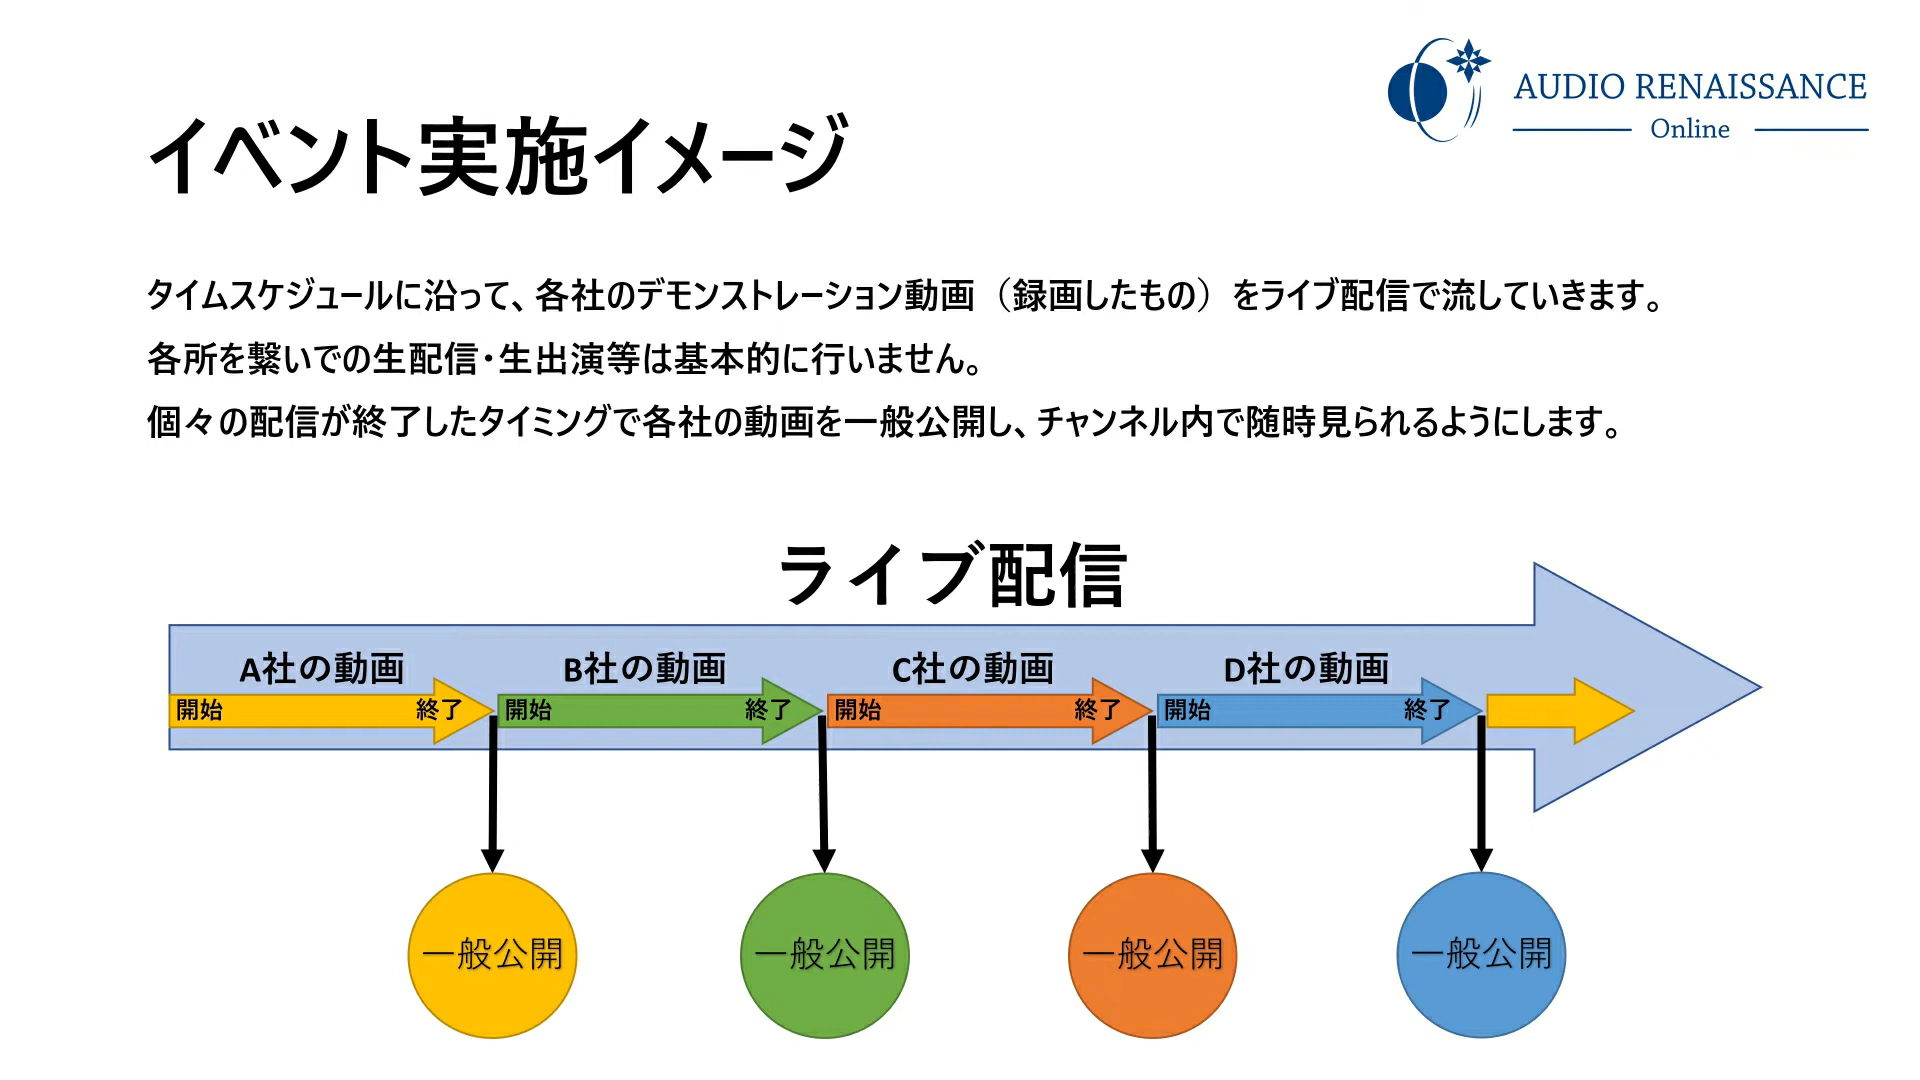 AUDIO RENAISSANCE
Online
イベント実施イメージ
タイムスケジュールに沿って、各社のデモンストレーション動画（録画したもの）をライブ配信で流していきます。
各所を繋いでの生配信・生出演等は基本的に行いません。
個々の配信が終了したタイミングで各社の動画を一般公開し、チャンネル内で随時見られるようにします。
ライブ配信
A社の動画 B社の動画 C社の動画 D社の動画
開始 終了 開始 終了 開始 終了 開始 終了
一般公開 一般公開 一般公開 一般公開